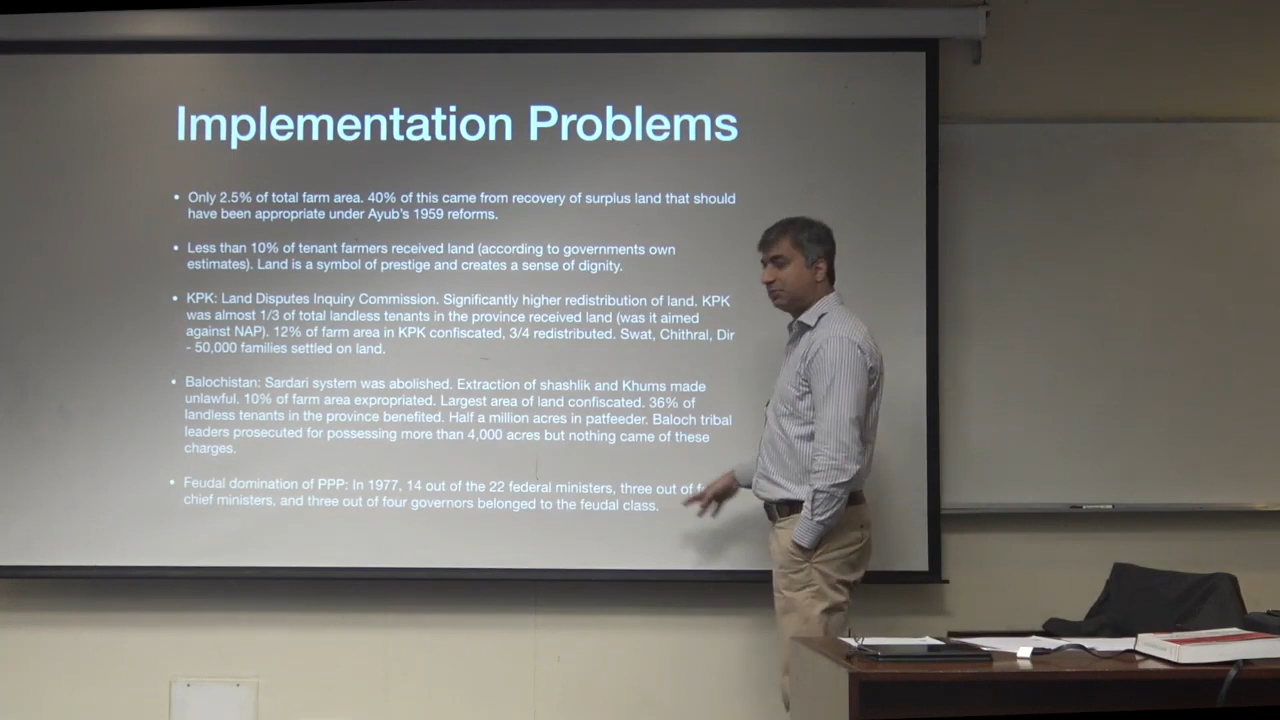 Implementation Problems
• Only 2.5% of total farm area. 40% of this came from recovery of surplus land that should
have been appropriate under Ayub's 1959 reforms.
• Less than 10% of tenant farmers received land (according to governments own
estimates). Land is a symbol of prestige and creates a sense of dignity.
• KPK: Land Disputes Inquiry Commission. Significantly higher redistribution of land. KPK
was almost 1/3 of total landless tenants in the province received land (was it aimed
against NAP). 12% of farm area in KPK confiscated, 3/4 redistributed. Swat, Chithral, Dir
- 50,000 families settled on land.
• Balochistan: Sardari system was abolished. Extraction of shashlik and Khums made
unlawful. 10% of farm area expropriated. Largest area of land confiscated. 36% of
landless tenants in the province benefited. Half a million acres in patfeeder. Baloch tribal
leaders prosecuted for possessing more than 4,000 acres but nothing came of these
charges.
• Feudal domination of PPP: In 1977, 14 out of the 22 federal ministers, three out of
chief ministers, and three out of four governors belonged to the feudal class.